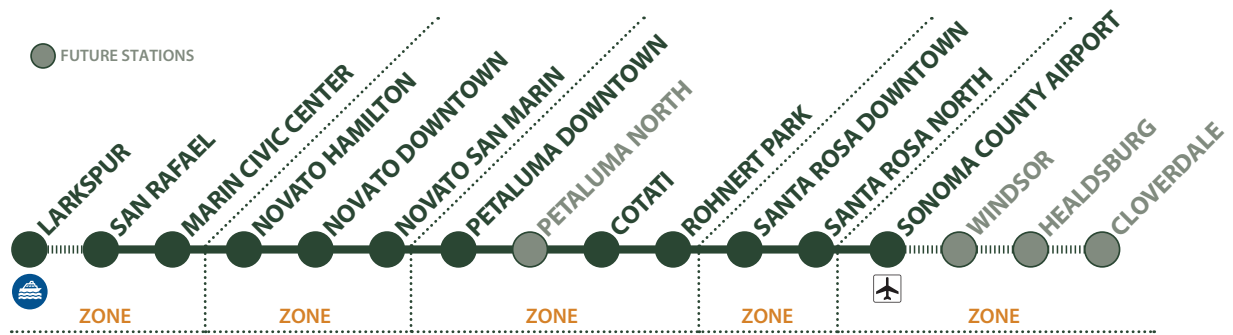 FUTURE STATIONS
LARKSPUR
SAN RAFAEL
MARIN CIVIC CENTER
NOVATO HAMILTON
NOVATO DOWNTOWN
NOVATO SAN MARIN
PETALUMA DOWNTOWN
PETALUMA NORTH
COTATI
ROHNERT PARK
SANTA ROSA DOWNTOWN
SANTA ROSA NORTH
SONOMA COUNTY AIRPORT
WINDSOR
HEALDSBURG
CLOVERDALE
ZONE
ZONE
ZONE
ZONE
ZONE